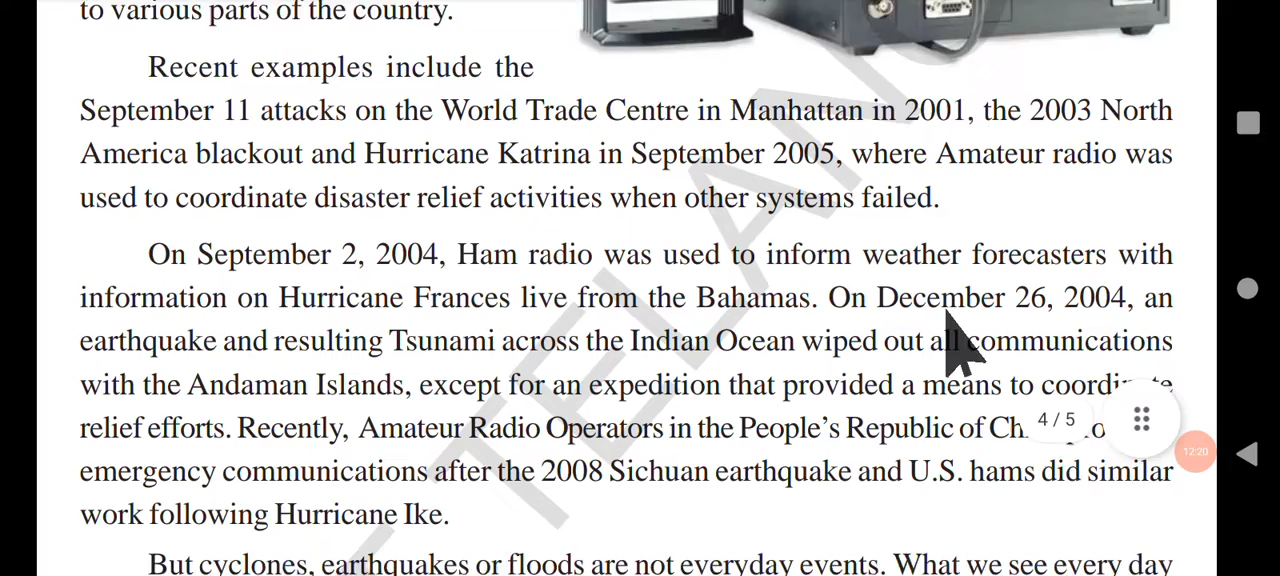 to various parts of the country.
Recent examples include the
September 11 attacks on the World Trade Centre in Manhattan in 2001, the 2003 North
America blackout and Hurricane Katrina in September 2005, where Amateur radio was
used to coordinate disaster relief activities when other systems failed.
On September 2, 2004, Ham radio was used to inform weather forecasters with
information on Hurricane Frances live from the Bahamas. On December 26, 2004, an
earthquake and resulting Tsunami across the Indian Ocean wiped out all communications
with the Andaman Islands, except for an expedition that provided a means to
relief efforts. Recently, Amateur Radio Operators in the People's Republic of
4 / 5
12:20
emergency communications after the 2008 Sichuan earthquake and U.S. hams did similar
work following Hurricane Ike.
But cyclones, earthquakes or floods are not everyday events. What we see every day